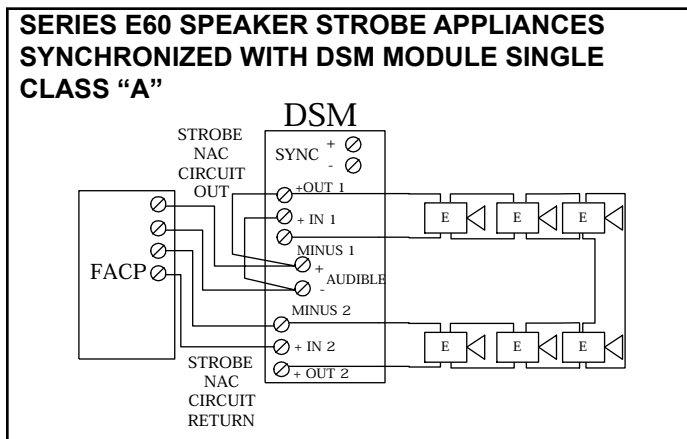 SERIES E60 SPEAKER STROBE APPLIANCES
SYNCHRONIZED WITH DSM MODULE SINGLE
CLASS “A”
DSM
STROBE
NAC
CIRCUIT
OUT
SYNC
+
-
+OUT 1
+ IN 1
MINUS 1
+
AUDIBLE
-
MINUS 2
+ IN 2
+ OUT 2
FACP
STROBE
NAC
CIRCUIT
RETURN
E E E
E E E